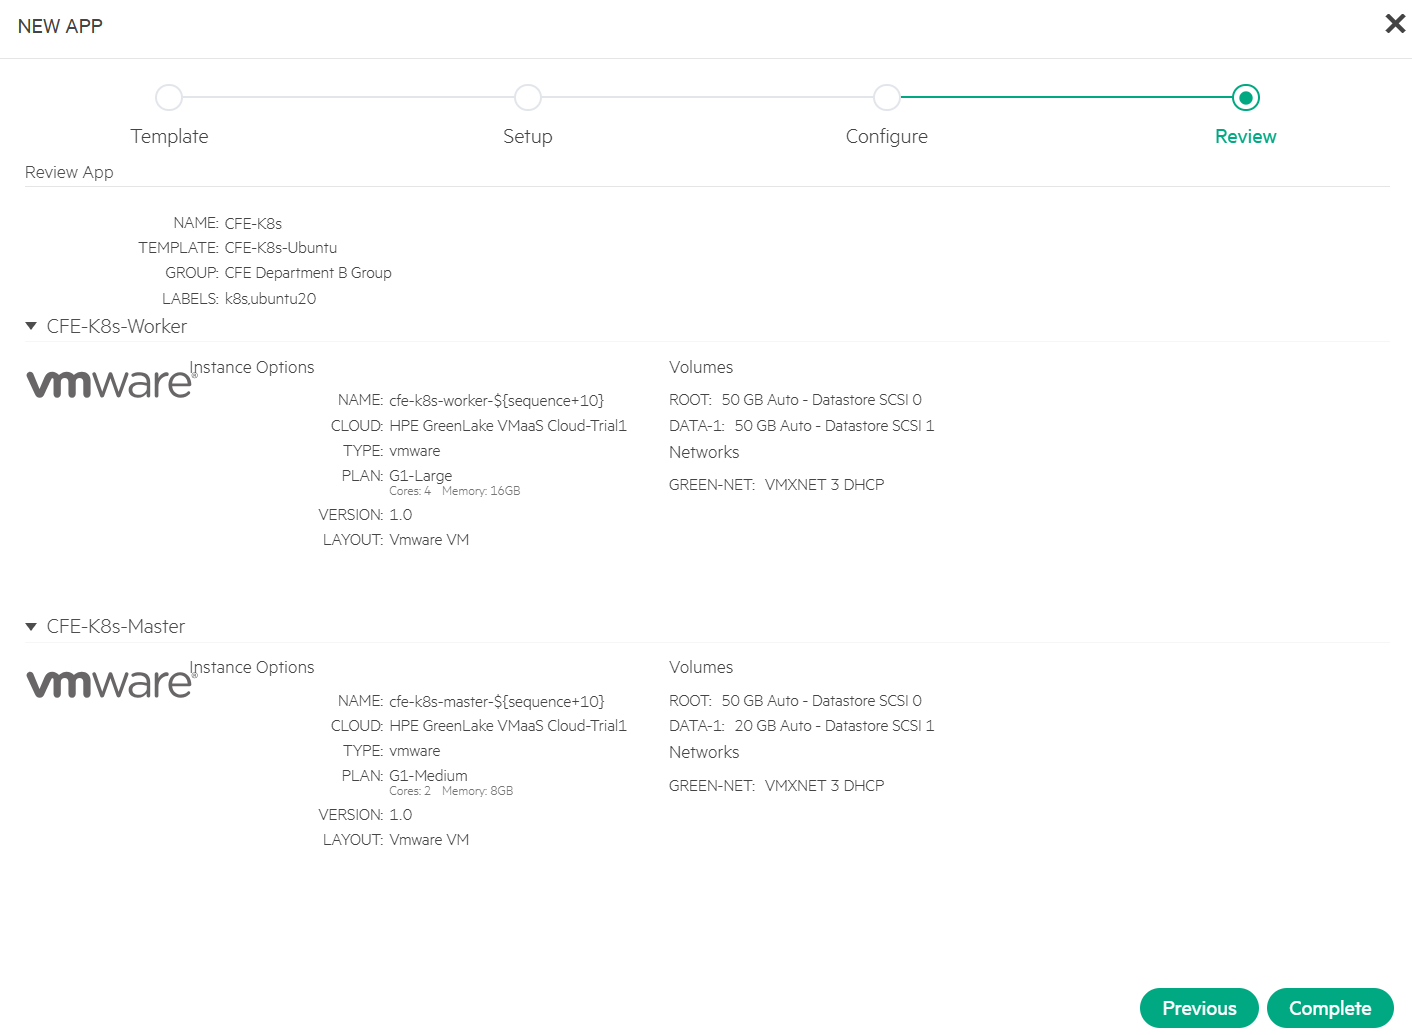 NEW APP
Template Setup Configure Review
Review App
NAME: CFE-K8s
TEMPLATE: CFE-K8s-Ubuntu
GROUP: CFE Department B Group
LABELS: k8s,ubuntu20
CFE-K8s-Worker
vmware®
Instance Options
NAME: cfe-k8s-worker-${sequence+10}
CLOUD: HPE GreenLake VMaaS Cloud-Trial1
TYPE: vmware
PLAN: G1-Large
Cores: 4 Memory: 16GB
VERSION: 1.0
LAYOUT: Vmware VM
Volumes
ROOT: 50 GB Auto - Datastore SCSI 0
DATA-1: 50 GB Auto - Datastore SCSI 1
Networks
GREEN-NET: VMXNET 3 DHCP
CFE-K8s-Master
vmware®
Instance Options
NAME: cfe-k8s-master-${sequence+10}
CLOUD: HPE GreenLake VMaaS Cloud-Trial1
TYPE: vmware
PLAN: G1-Medium
Cores: 2 Memory: 8GB
VERSION: 1.0
LAYOUT: Vmware VM
Volumes
ROOT: 50 GB Auto - Datastore SCSI 0
DATA-1: 20 GB Auto - Datastore SCSI 1
Networks
GREEN-NET: VMXNET 3 DHCP
Previous Complete